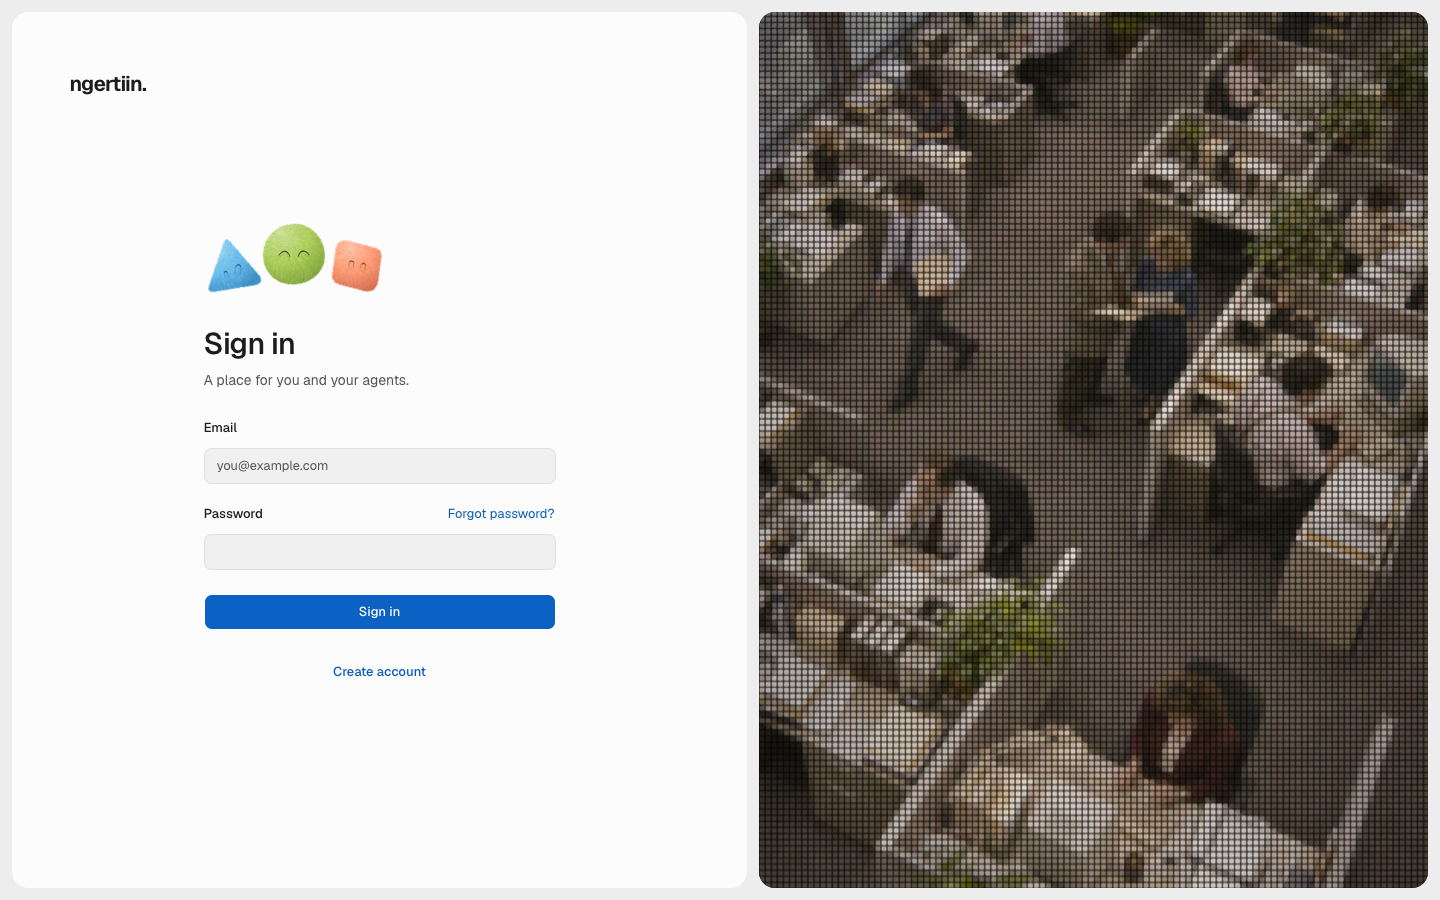 ngertiin.
Sign in
A place for you and your agents.
Email
you@example.com
Password
Forgot password?
Sign in
Create account